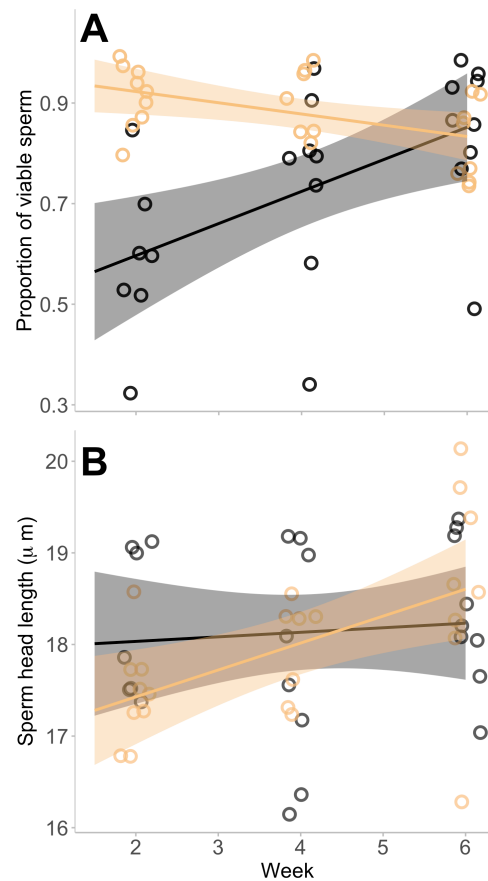 A
Proportion of viable sperm
0.9
0.7
0.5
0.3
B
Sperm head length (μ m)
20
19
18
17
16
2 3 4 5 6
Week